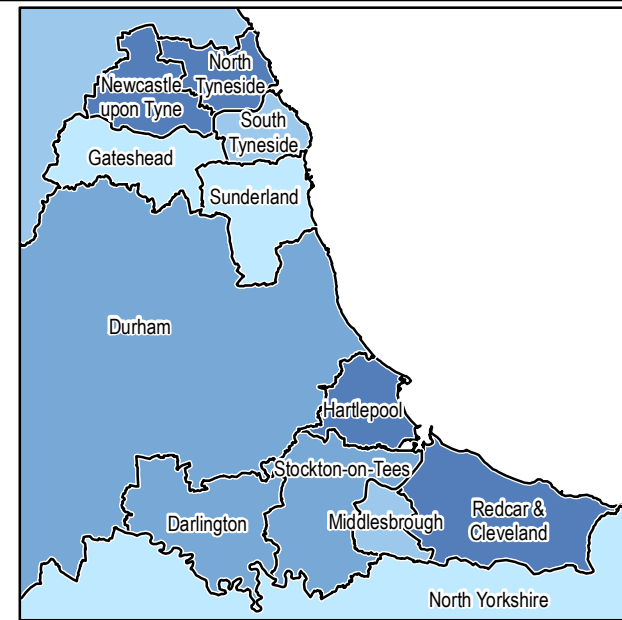 North
Tyneside
Newcastle
upon Tyne
South
Tyneside
Gateshead
Sunderland
Durham
Hartlepool
Stockton-on-Tees
Redcar &
Cleveland
Darlington
Middlesbrough
North Yorkshire